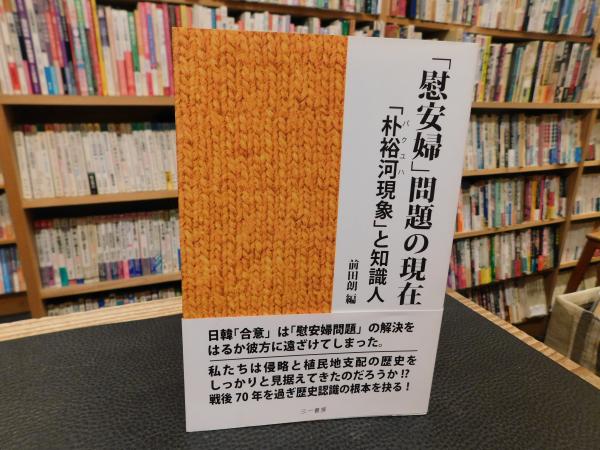 「慰安婦」問題の現在
「朴裕河現象」と知識人
パクユハ
前田朗 編
日韓「合意」は「慰安婦問題」の解決を
はるか彼方に遠ざけてしまった。
私たちは侵略と植民地支配の歴史を
しっかりと見据えてきたのだろうか!?
戦後70年を過ぎ歴史認識の根本を抉る！
三一書房